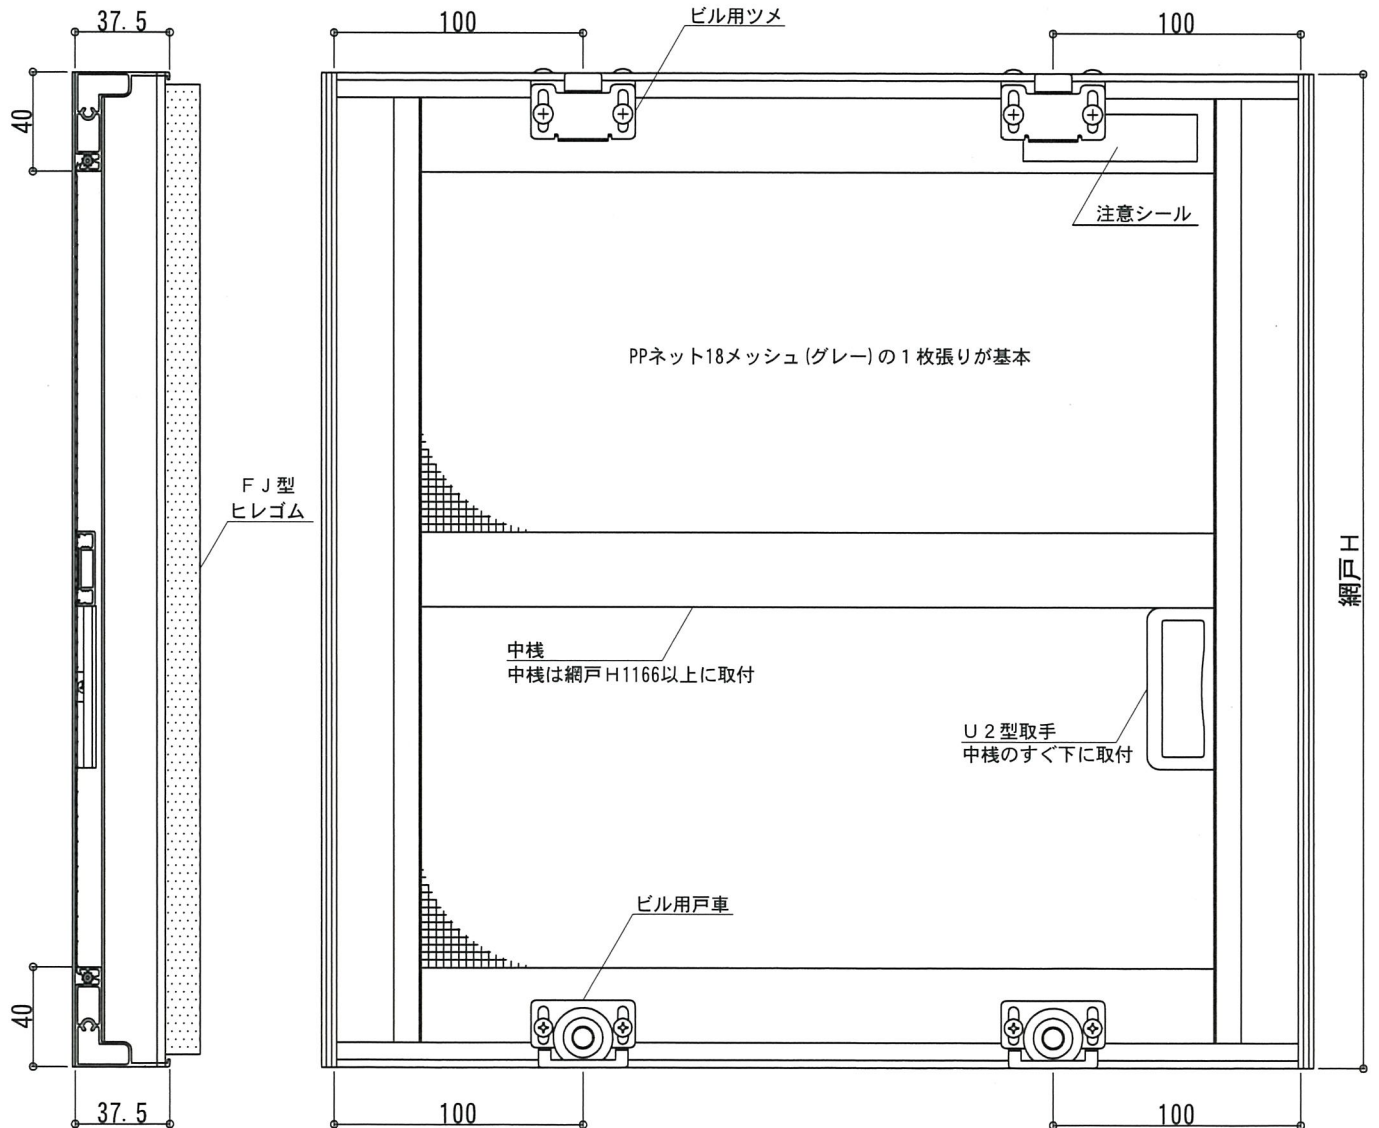 37.5
100
ビル用ツメ
100
40
注意シール
PPネット18メッシュ(グレー)の1枚張りが基本
ＦＪ型
ヒレゴム
網戸Ｈ
中桟
中桟は網戸Ｈ1166以上に取付
Ｕ２型取手
中桟のすぐ下に取付
ビル用戸車
40
37.5
100
100